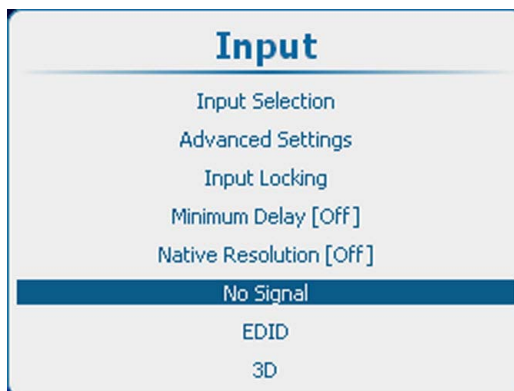 Input
Input Selection
Advanced Settings
Input Locking
Minimum Delay [Off]
Native Resolution [Off]
No Signal
EDID
3D